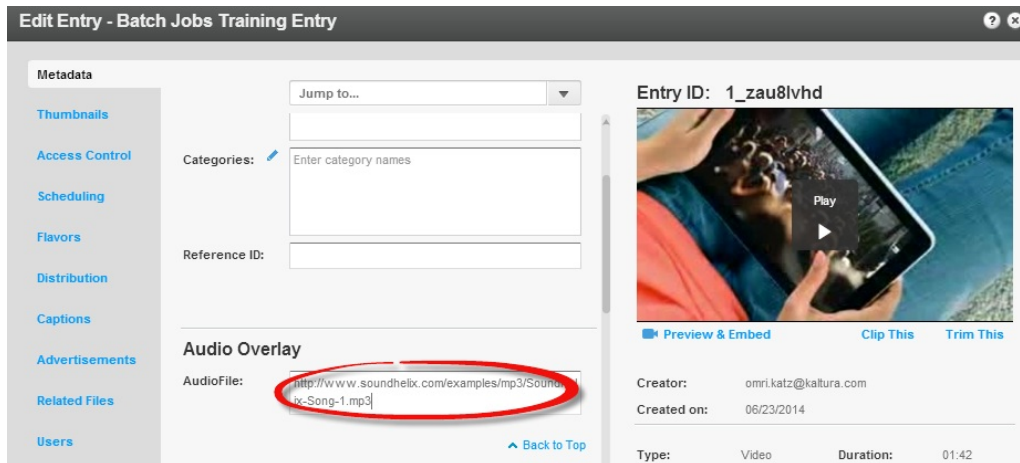 Edit Entry - Batch Jobs Training Entry
Metadata
Thumbnails
Access Control
Scheduling
Flavors
Distribution
Captions
Advertisements
Related Files
Users
Jump to...
Categories:
Enter category names
Reference ID:
Audio Overlay
AudioFile:
http://www.soundhelix.com/examples/mp3/
ix-Song-1.mp3
Back to Top
Entry ID: 1_zau8lvhd
Play
Preview & Embed
Clip This
Trim This
Creator: omri.katz@kaltura.com
Created on: 06/23/2014
Type: Video Duration: 01:42